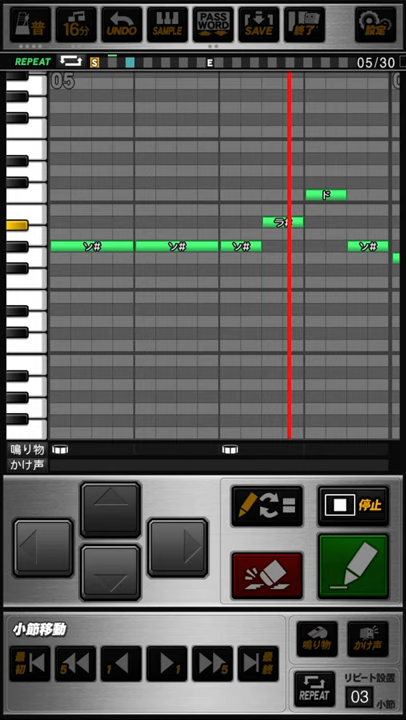 普 16分 UNDO SAMPLE PASS WORD SAVE 終了 設定
REPEAT S E 05/30
05
ド
ラ#
ソ# ソ# ソ# ソ#
鳴り物
かけ声
停止
小節移動
最初 5 1 1 5 最終
鳴り物 かけ声
リピート設置
REPEAT 03 小節